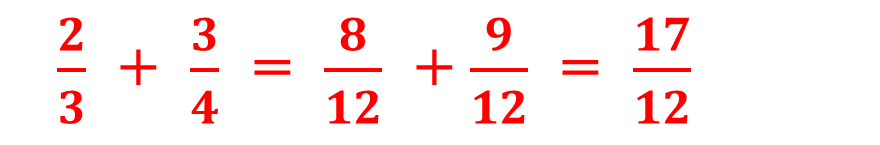 2/3 + 3/4 = 8/12 + 9/12 = 17/12